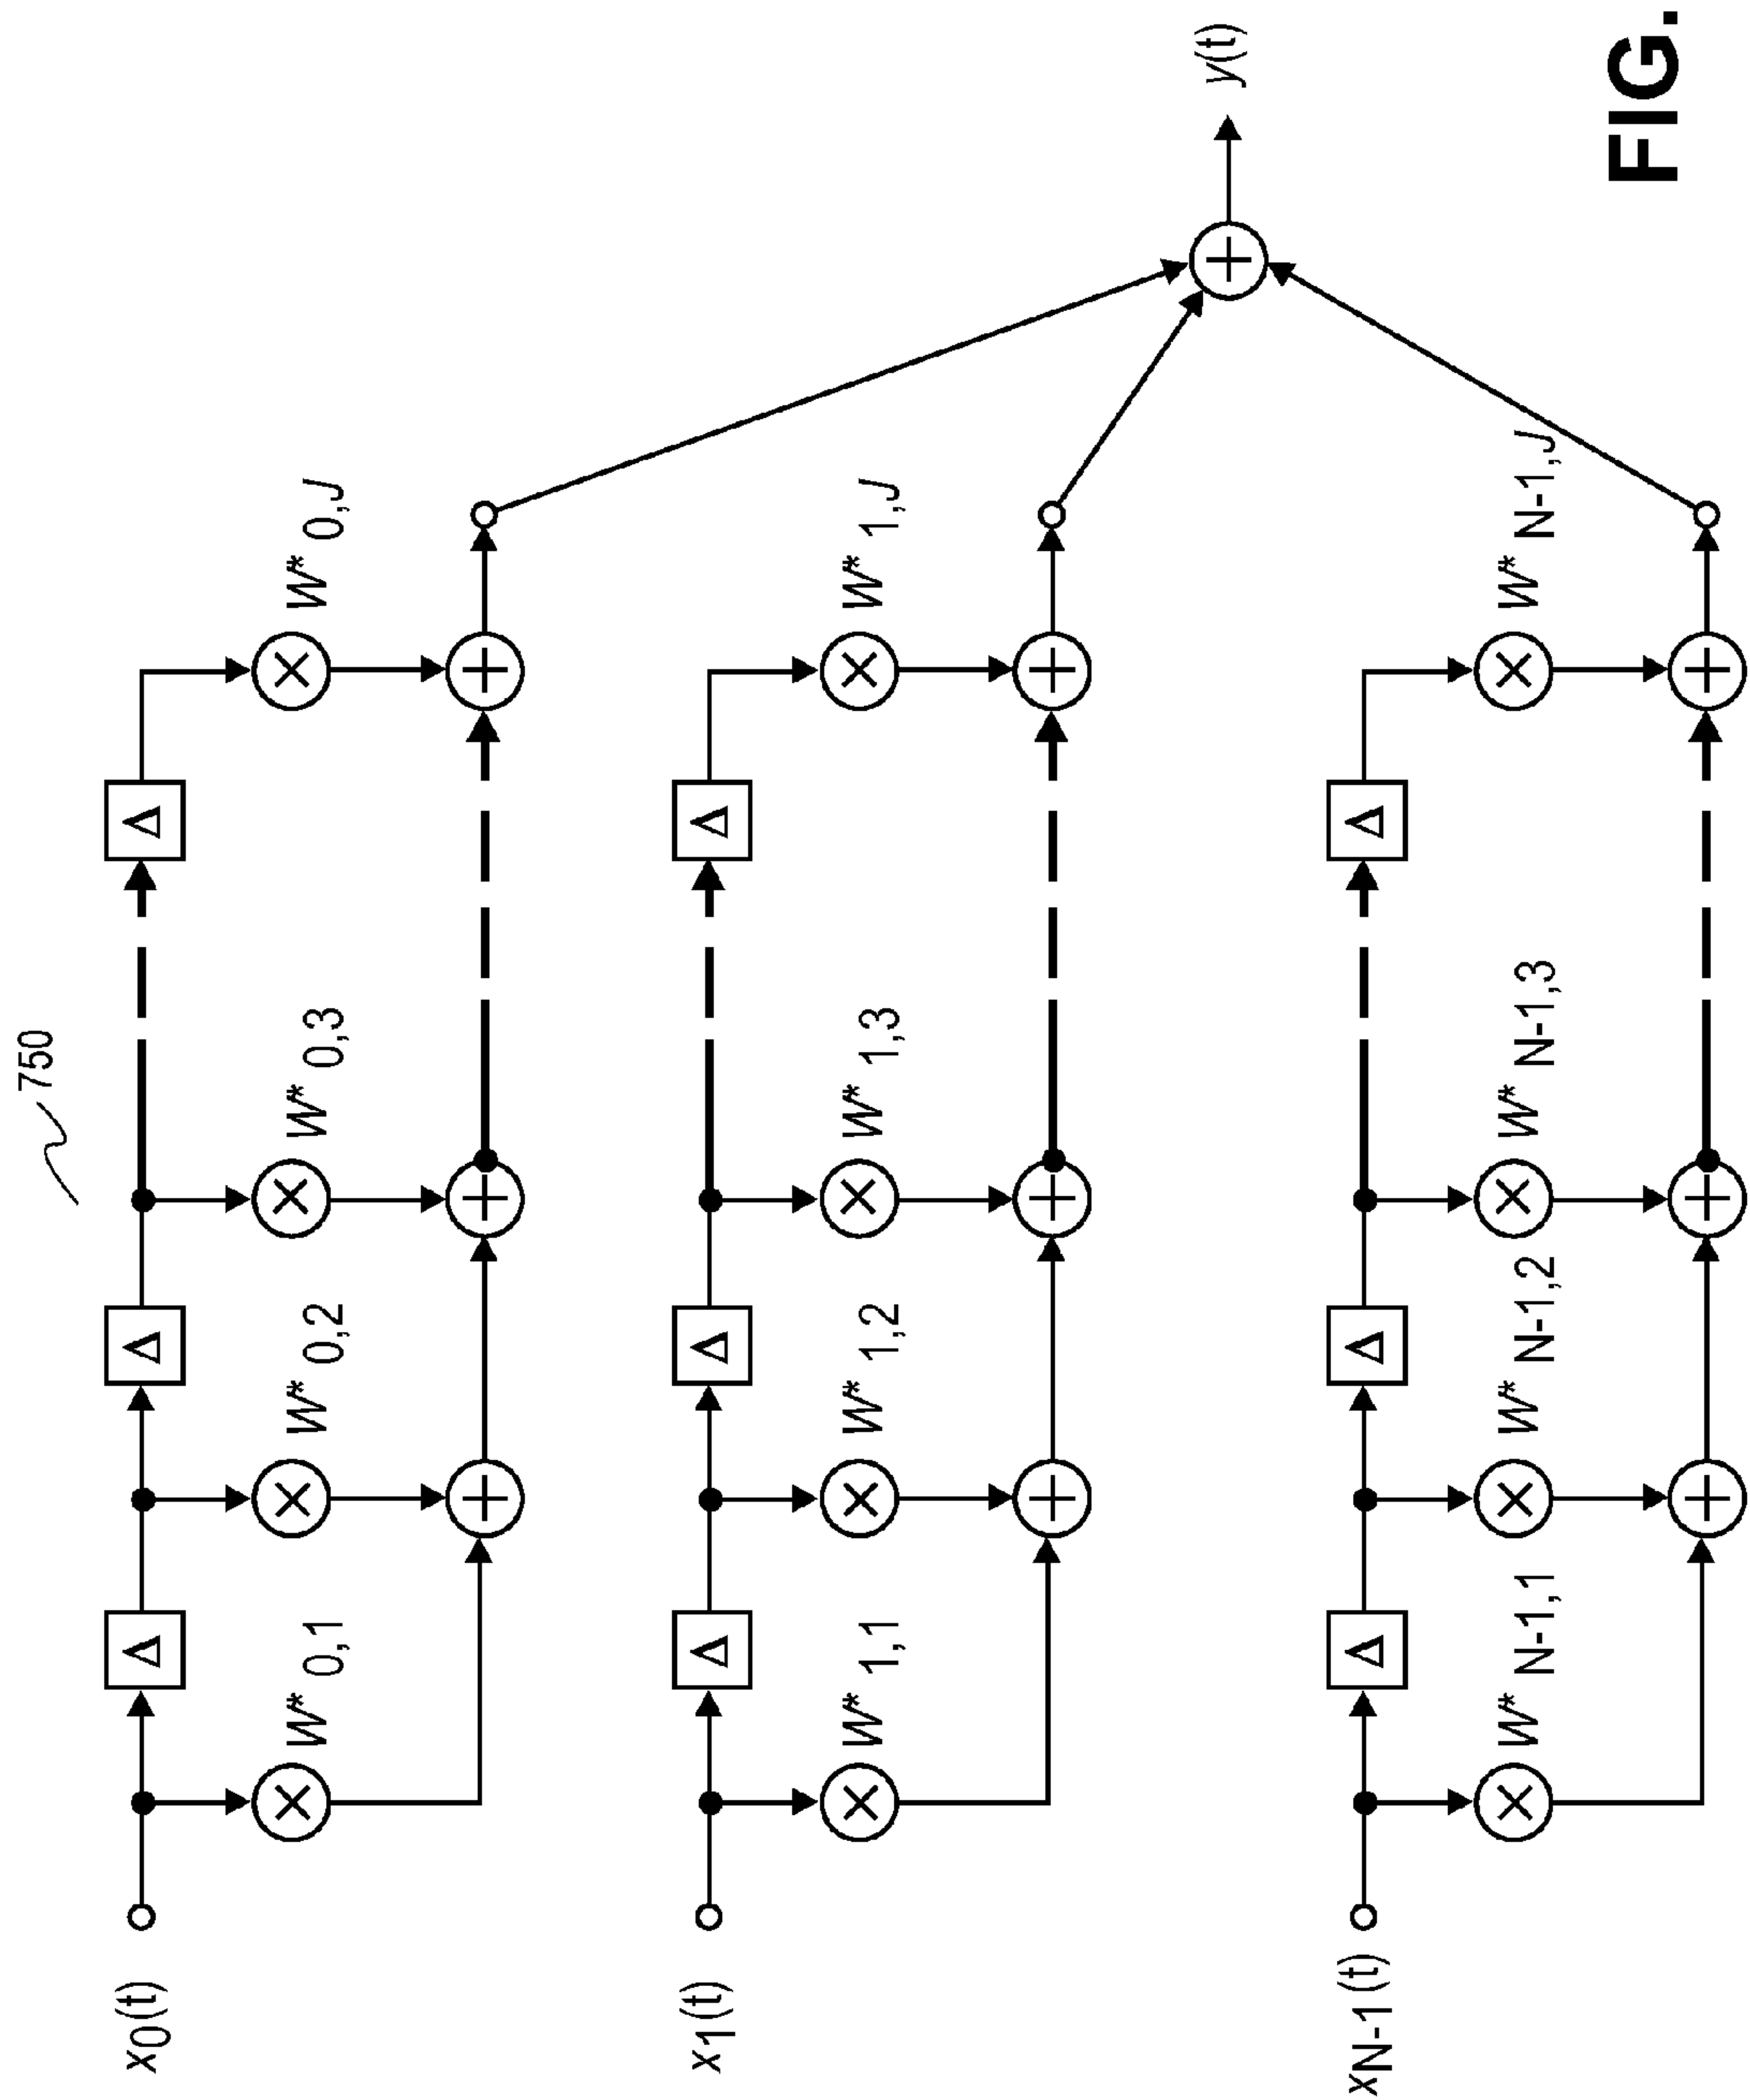 750
x0(t)
W* 0,1
W* 0,2
W* 0,3
W* 0,J
x1(t)
W* 1,1
W* 1,2
W* 1,3
W* 1,J
y(t)
xN-1(t)
W* N-1,1
W* N-1,2
W* N-1,3
W* N-1,J
FIG.